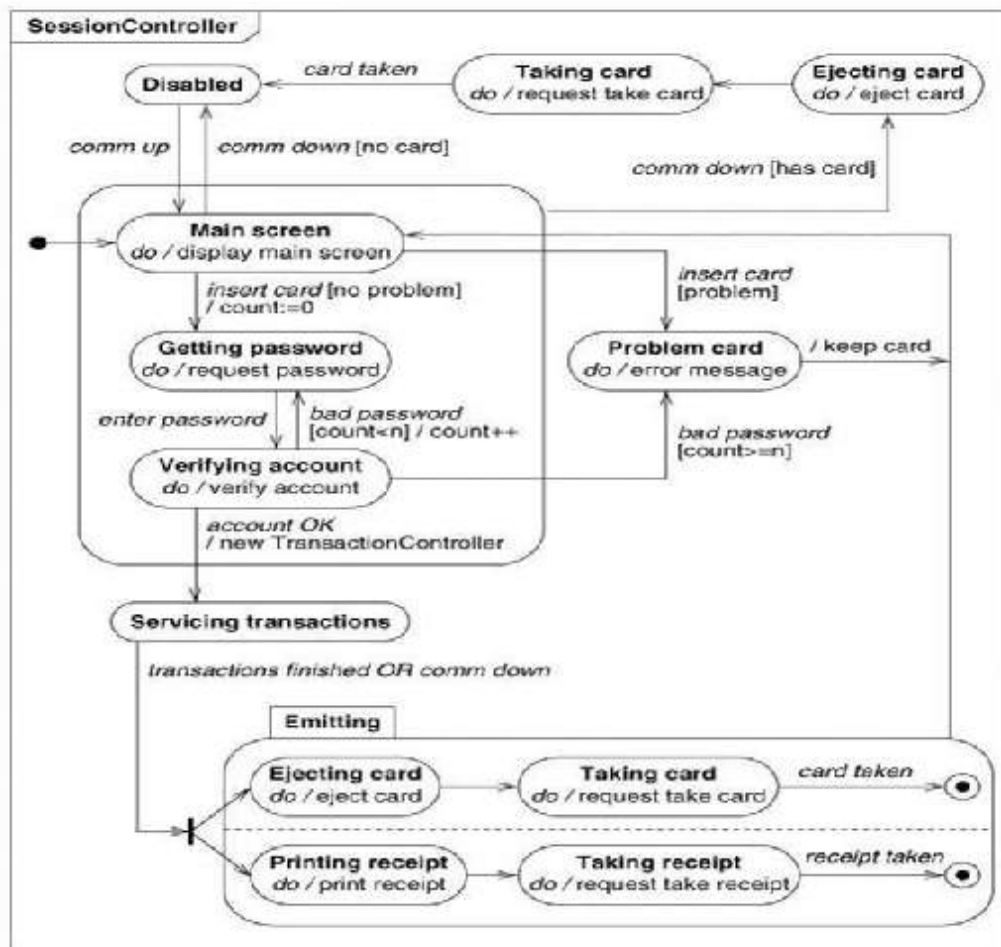 SessionController
Disabled
card taken
Taking card
do / request take card
Ejecting card
do / eject card
comm up
comm down [no card]
comm down [has card]
Main screen
do / display main screen
insert card [no problem]
/ count:=0
insert card
[problem]
Getting password
do / request password
Problem card
do / error message
/ keep card
enter password
bad password
[count<n] / count++
bad password
[count>=n]
Verifying account
do / verify account
account OK
/ new TransactionController
Servicing transactions
transactions finished OR comm down
Emitting
Ejecting card
do / eject card
Taking card
do / request take card
card taken
Printing receipt
do / print receipt
Taking receipt
do / request take receipt
receipt taken